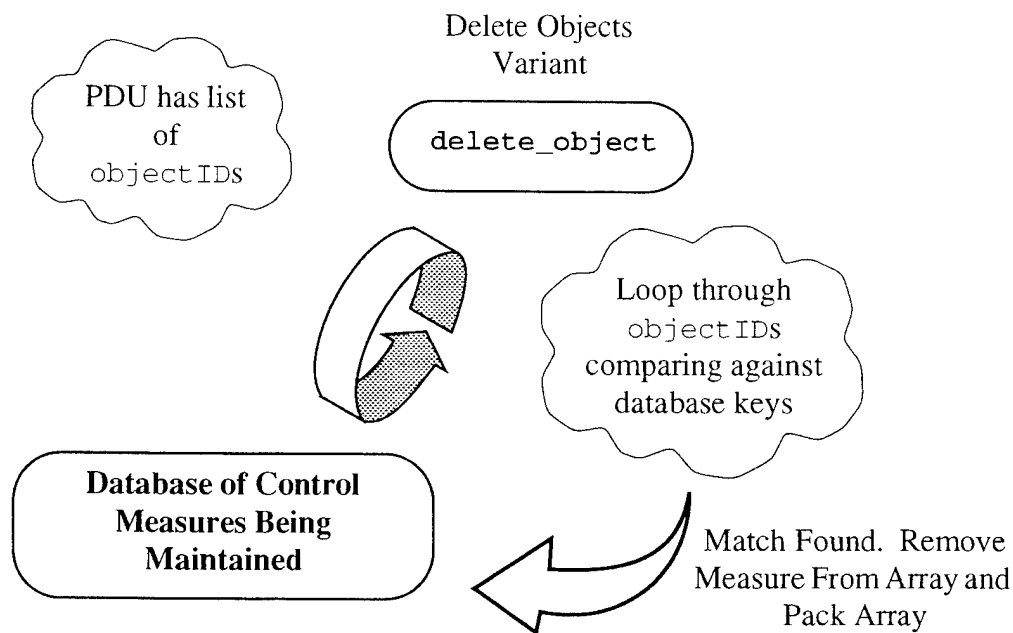 Delete Objects
Variant
PDU has list
of
objectIDs
delete_object
Loop through
objectIDs
comparing against
database keys
Database of Control
Measures Being
Maintained
Match Found.  Remove
Measure From Array and
Pack Array